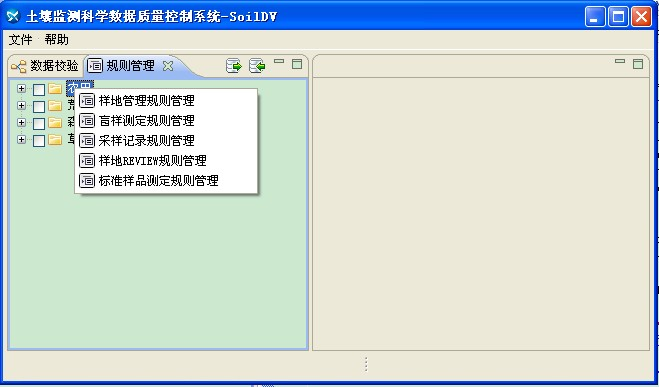 土壤监测科学数据质量控制系统-SoilDV
文件 帮助
数据校验 规则管理
农田
样地管理规则管理
盲样测定规则管理
采样记录规则管理
样地REVIEW规则管理
标准样品测定规则管理